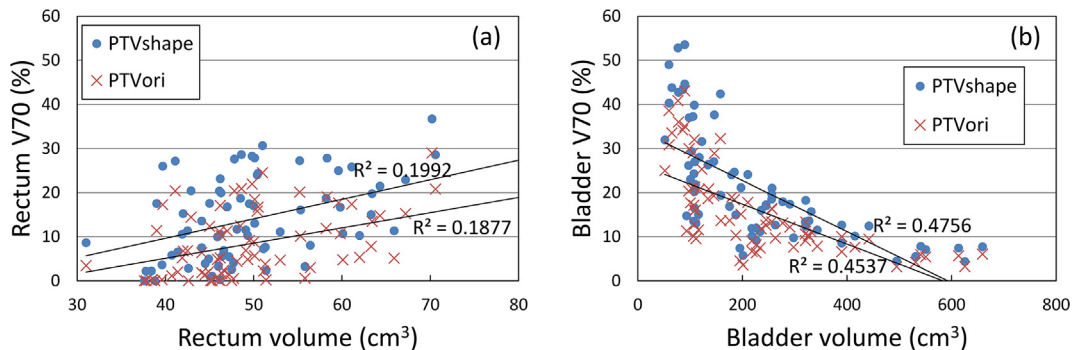 (a)
PTVshape
PTVori
Rectum V70 (%)
60
50
40
30
20
10
0
R² = 0.1992
R² = 0.1877
30 40 50 60 70 80
Rectum volume (cm³)
(b)
PTVshape
PTVori
Bladder V70 (%)
60
50
40
30
20
10
0
R² = 0.4756
R² = 0.4537
0 200 400 600 800
Bladder volume (cm³)